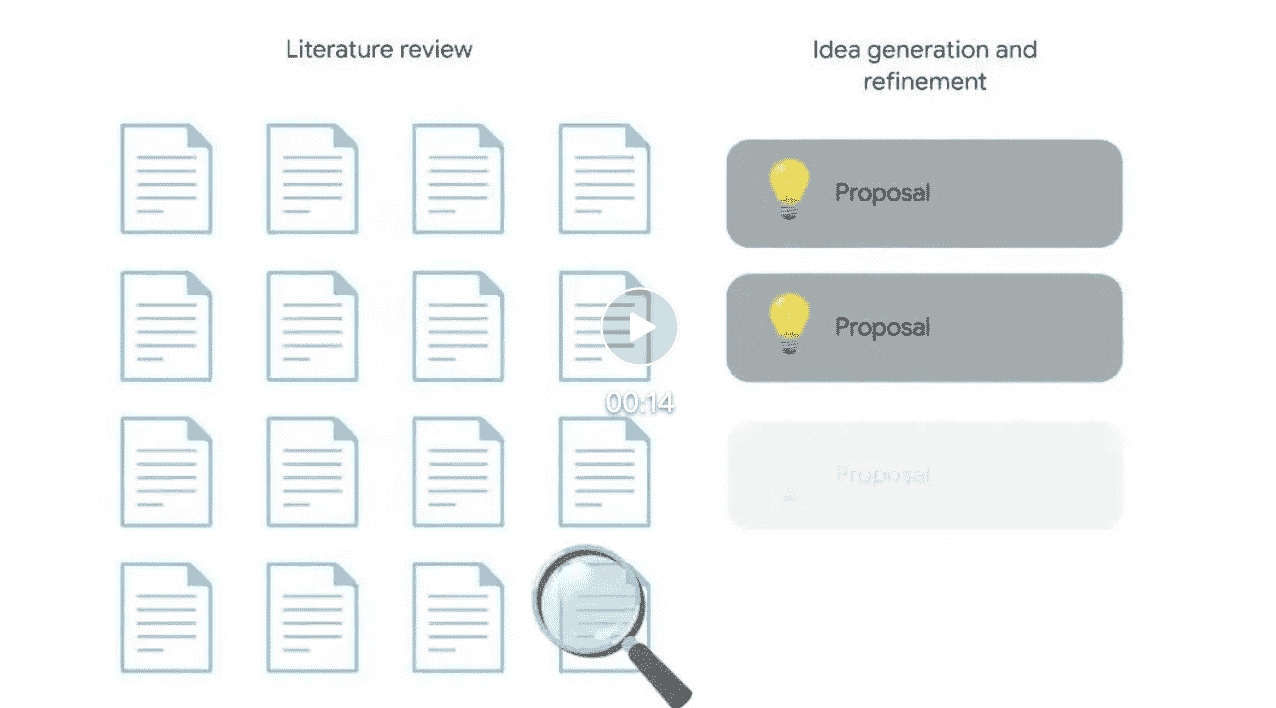 Literature review
Idea generation and
refinement
Proposal
Proposal
00:14
Proposal